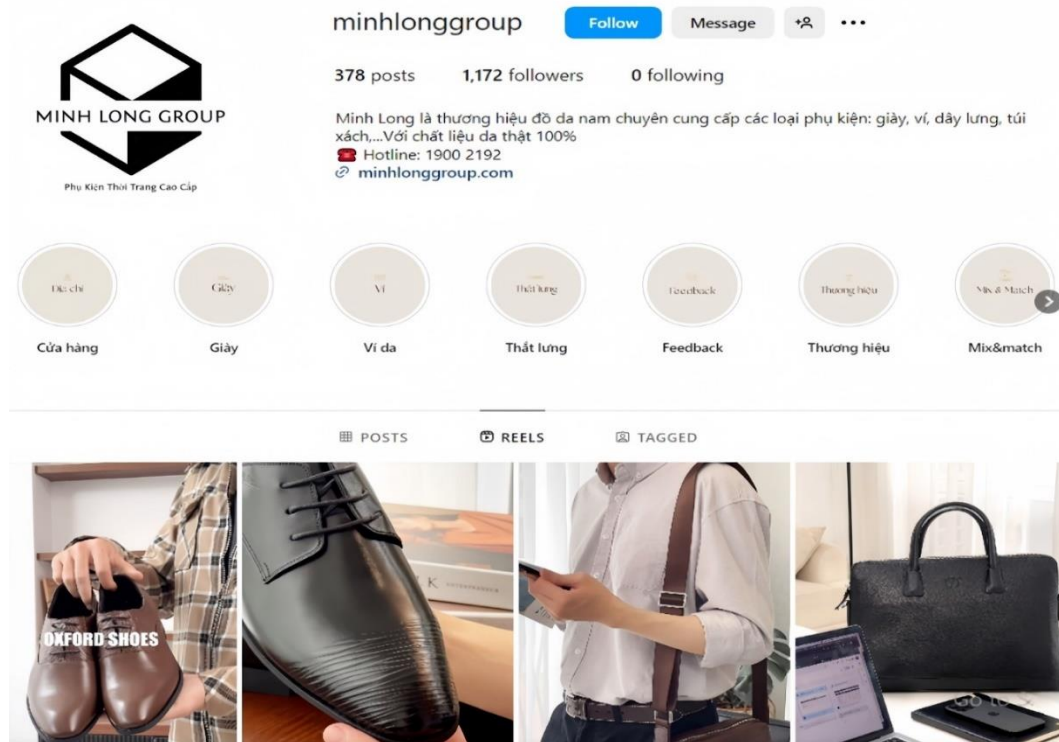 MINH LONG GROUP
Phụ Kiện Thời Trang Cao Cấp
minhlonggroup
Follow
Message
378 posts 1,172 followers 0 following
Minh Long là thương hiệu đồ da nam chuyên cung cấp các loại phụ kiện: giày, ví, dây lưng, túi
xách,...Với chất liệu da thật 100%
Hotline: 1900 2192
minhlonggroup.com
Địa chỉ
Giày
Ví
Thắt lưng
Feedback
Thương hiệu
Mix & Match
Cửa hàng
Giày
Ví da
Thắt lưng
Feedback
Thương hiệu
Mix&match
POSTS
REELS
TAGGED
OXFORD SHOES